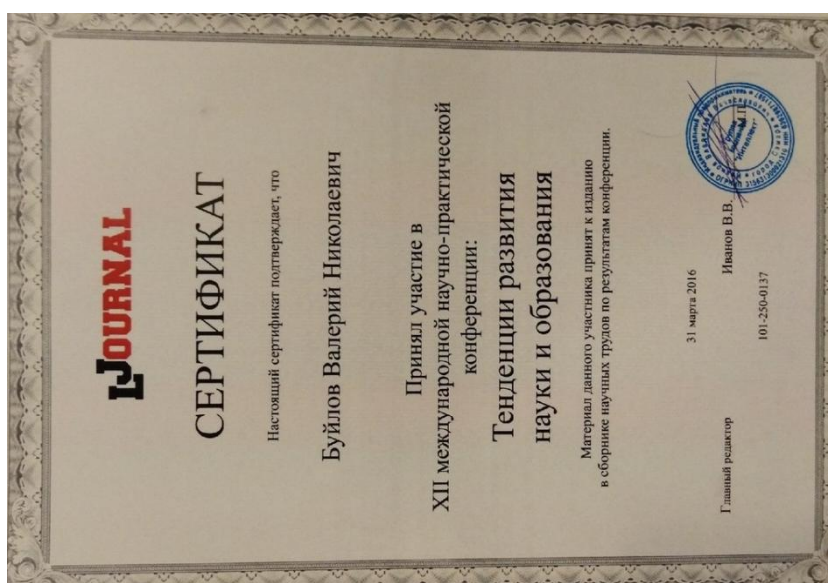 LJOURNAL
СЕРТИФИКАТ
Настоящий сертификат подтверждает, что
Буйлов Валерий Николаевич
Принял участие в
XII международной научно-практической
конференции:
Тенденции развития
науки и образования
Материал данного участника принят к изданию
в сборнике научных трудов по результатам конференции.
31 марта 2016
Главный редактор
Иванов В.В.
101-250-0137